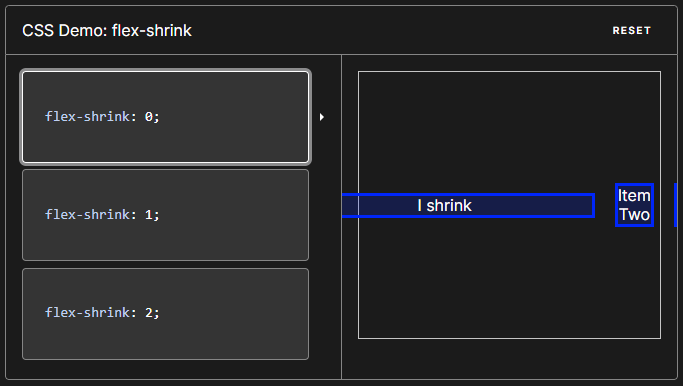 CSS Demo: flex-shrink
RESET
flex-shrink: 0;
flex-shrink: 1;
flex-shrink: 2;
I shrink
Item
Two